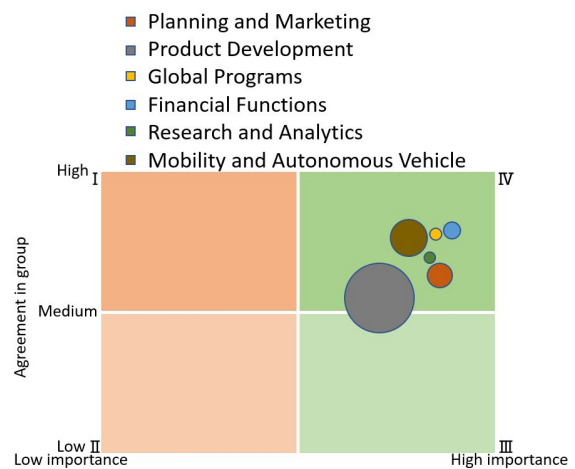 Planning and Marketing
Product Development
Global Programs
Financial Functions
Research and Analytics
Mobility and Autonomous Vehicle
High Ⅰ Ⅳ
Agreement in group
Medium
Low Ⅱ Ⅲ
Low importance High importance